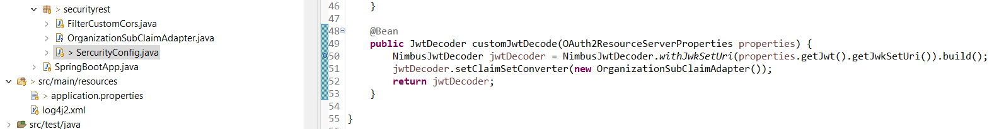 securityrest
FilterCustomCors.java
OrganizationSubClaimAdapter.java
> SercurityConfig.java
SpringBootApp.java
> src/main/resources
> application.properties
log4j2.xml
src/test/java
46 }
47
48 @Bean
49 public JwtDecoder customJwtDecode(OAuth2ResourceServerProperties properties) {
50 NimbusJwtDecoder jwtDecoder = NimbusJwtDecoder.withJwkSetUri(properties.getJwt().getJwkSetUri()).build();
51 jwtDecoder.setClaimSetConverter(new OrganizationSubClaimAdapter());
52 return jwtDecoder;
53 }
54
55 }